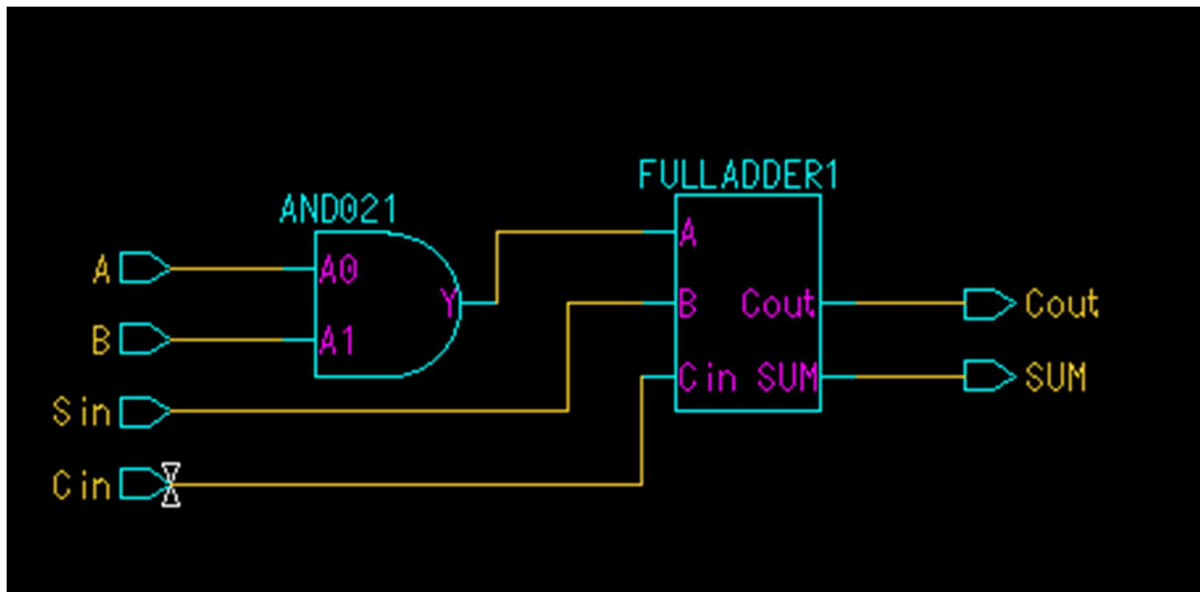 FULLADDER1
AND021
A
A
A0
B
Y
Cout
Cout
B
A1
Cin
SUM
SUM
Sin
Cin